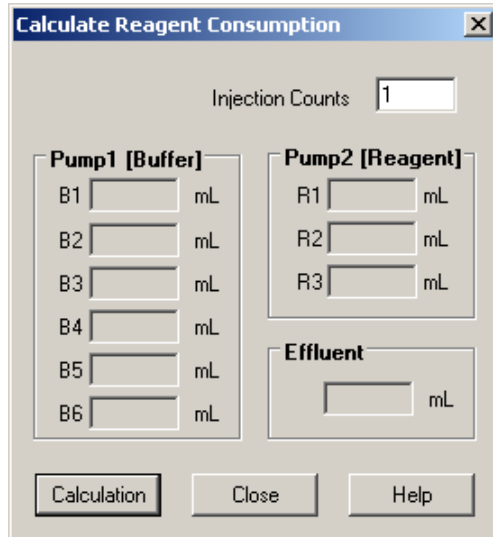 Calculate Reagent Consumption
Injection Counts 1
Pump1 [Buffer]
B1 mL
B2 mL
B3 mL
B4 mL
B5 mL
B6 mL
Pump2 [Reagent]
R1 mL
R2 mL
R3 mL
Effluent
mL
Calculation Close Help